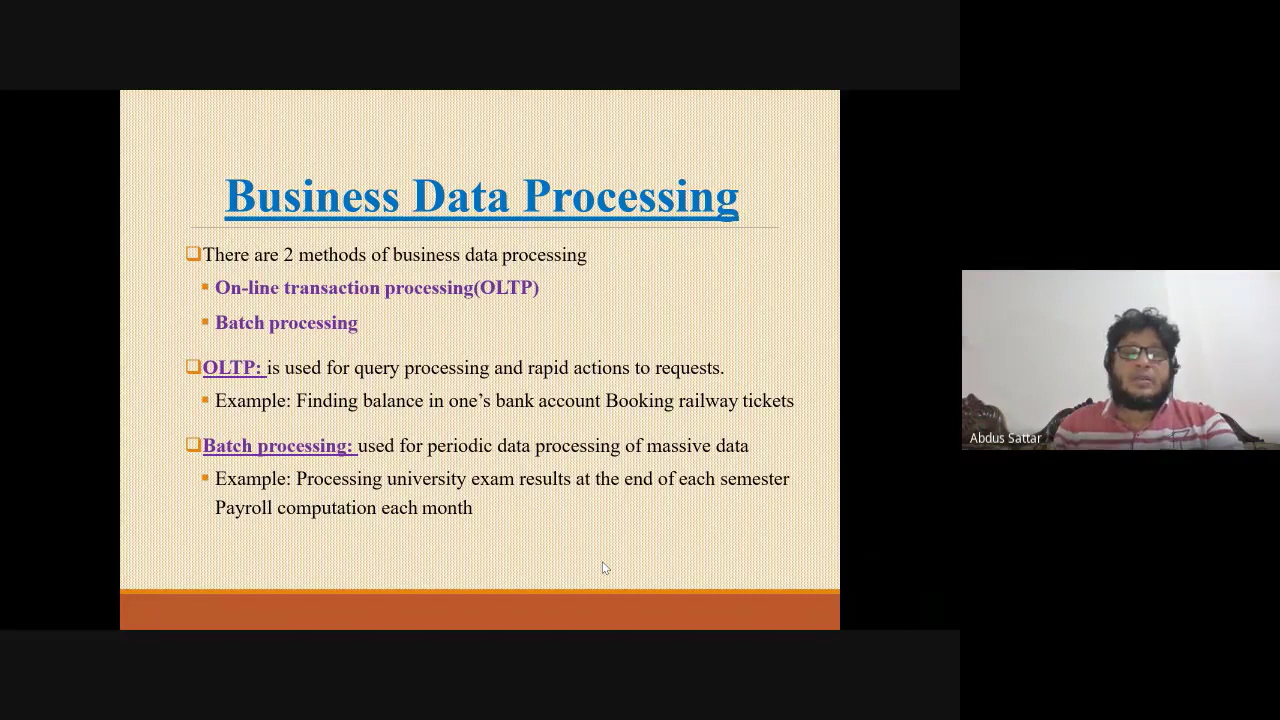 Business Data Processing
There are 2 methods of business data processing
On-line transaction processing(OLTP)
Batch processing
OLTP: is used for query processing and rapid actions to requests.
Example: Finding balance in one’s bank account Booking railway tickets
Batch processing: used for periodic data processing of massive data
Example: Processing university exam results at the end of each semester
Payroll computation each month
Abdus Sattar